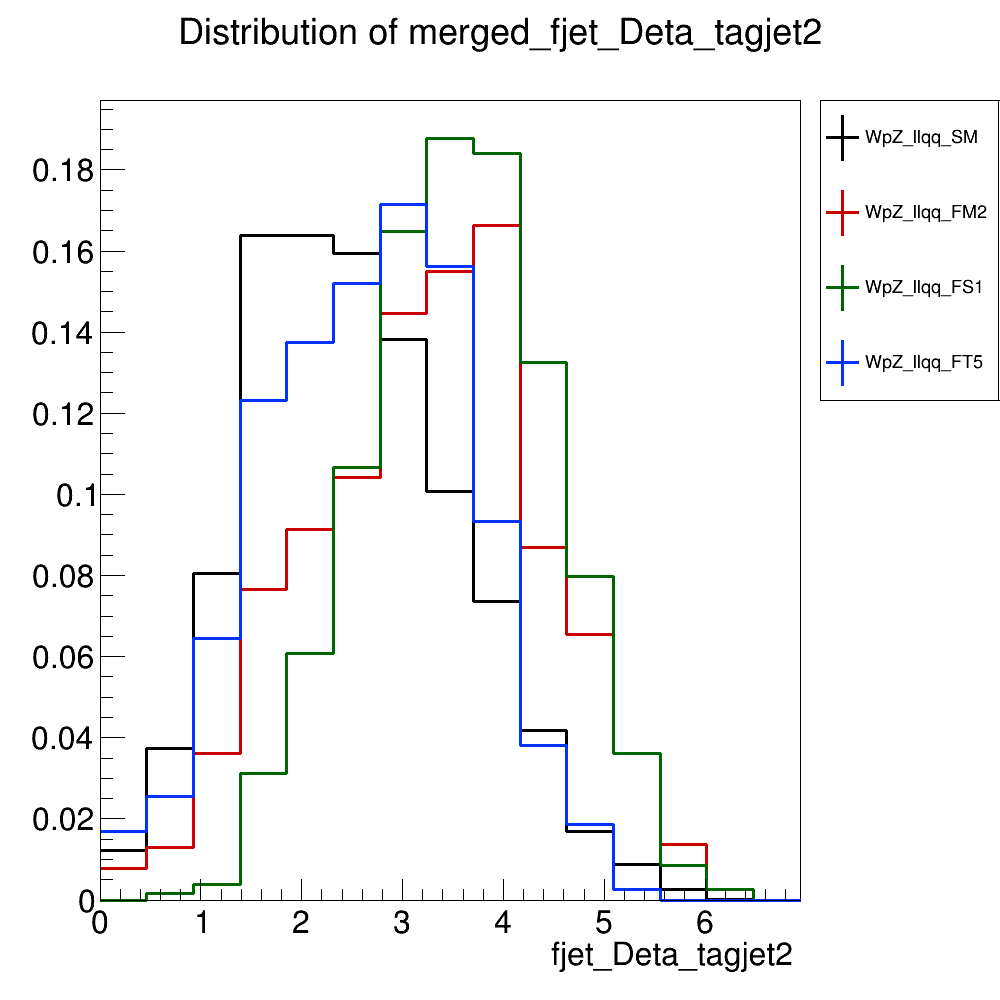 Distribution of merged_fjet_Deta_tagjet2
WpZ_llqq_SM
WpZ_llqq_FM2
WpZ_llqq_FS1
WpZ_llqq_FT5
0.18
0.16
0.14
0.12
0.1
0.08
0.06
0.04
0.02
0
0 1 2 3 4 5 6
fjet_Deta_tagjet2